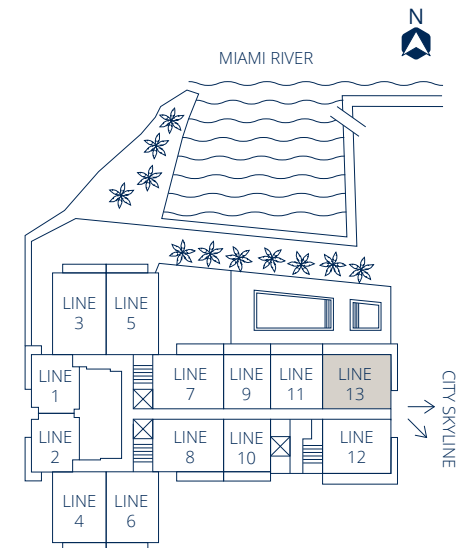 N
MIAMI RIVER
LINE
3
LINE
5
LINE
1
LINE
7
LINE
9
LINE
11
LINE
13
LINE
2
LINE
8
LINE
10
LINE
12
LINE
4
LINE
6
CITY SKYLINE